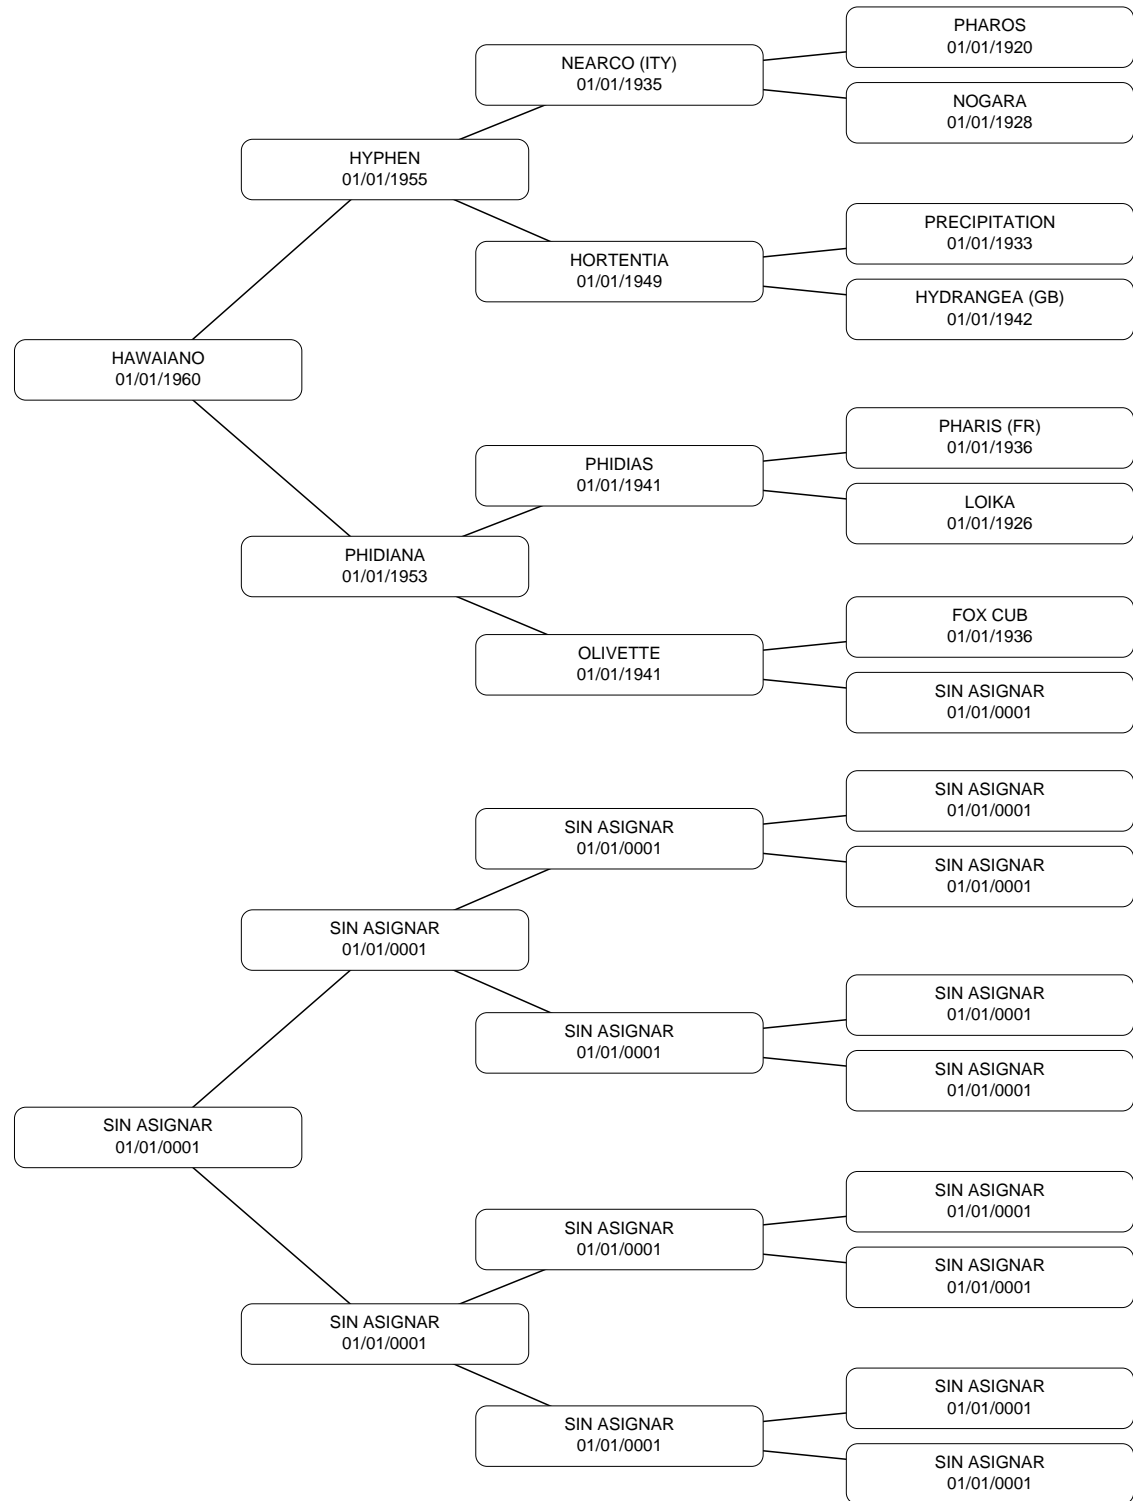 PHAROS
01/01/1920
NEARCO (ITY)
01/01/1935
NOGARA
01/01/1928
HYPHEN
01/01/1955
PRECIPITATION
01/01/1933
HORTENTIA
01/01/1949
HYDRANGEA (GB)
01/01/1942
HAWAIANO
01/01/1960
PHARIS (FR)
01/01/1936
PHIDIAS
01/01/1941
LOIKA
01/01/1926
PHIDIANA
01/01/1953
FOX CUB
01/01/1936
OLIVETTE
01/01/1941
SIN ASIGNAR
01/01/0001
SIN ASIGNAR
01/01/0001
SIN ASIGNAR
01/01/0001
SIN ASIGNAR
01/01/0001
SIN ASIGNAR
01/01/0001
SIN ASIGNAR
01/01/0001
SIN ASIGNAR
01/01/0001
SIN ASIGNAR
01/01/0001
SIN ASIGNAR
01/01/0001
SIN ASIGNAR
01/01/0001
SIN ASIGNAR
01/01/0001
SIN ASIGNAR
01/01/0001
SIN ASIGNAR
01/01/0001
SIN ASIGNAR
01/01/0001
SIN ASIGNAR
01/01/0001
SIN ASIGNAR
01/01/0001